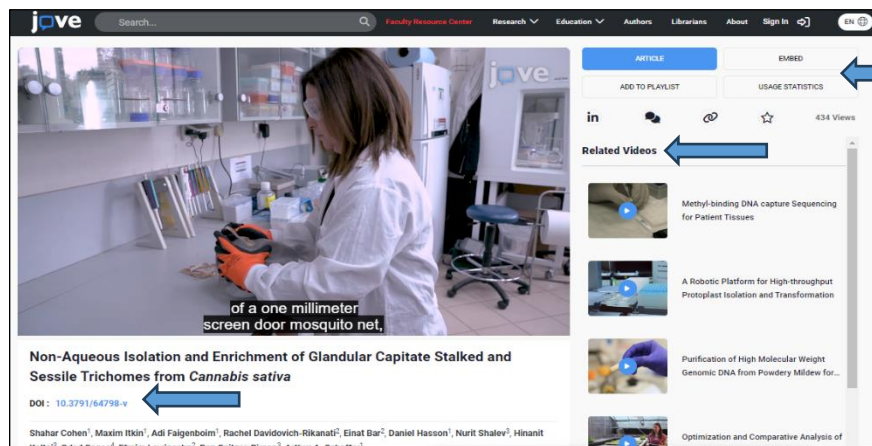 jove
Search...
Faculty Resource Center
Research
Education
Authors
Librarians
About
Sign In
EN
jove
of a one millimeter
screen door mosquito net,
ARTICLE
EMBED
ADD TO PLAYLIST
USAGE STATISTICS
in
434 Views
Related Videos
Methyl-binding DNA capture Sequencing
for Patient Tissues
A Robotic Platform for High-throughput
Protoplast Isolation and Transformation
Purification of High Molecular Weight
Genomic DNA from Powdery Mildew for...
Optimization and Comparative Analysis of
Non-Aqueous Isolation and Enrichment of Glandular Capitate Stalked and
Sessile Trichomes from Cannabis sativa
DOI : 10.3791/64798-v
Shahar Cohen1, Maxim Itkin1, Adi Faigenboim1, Rachel Davidovich-Rikanati2, Einat Bar2, Daniel Hasson1, Nurit Shalev3, Hinanit